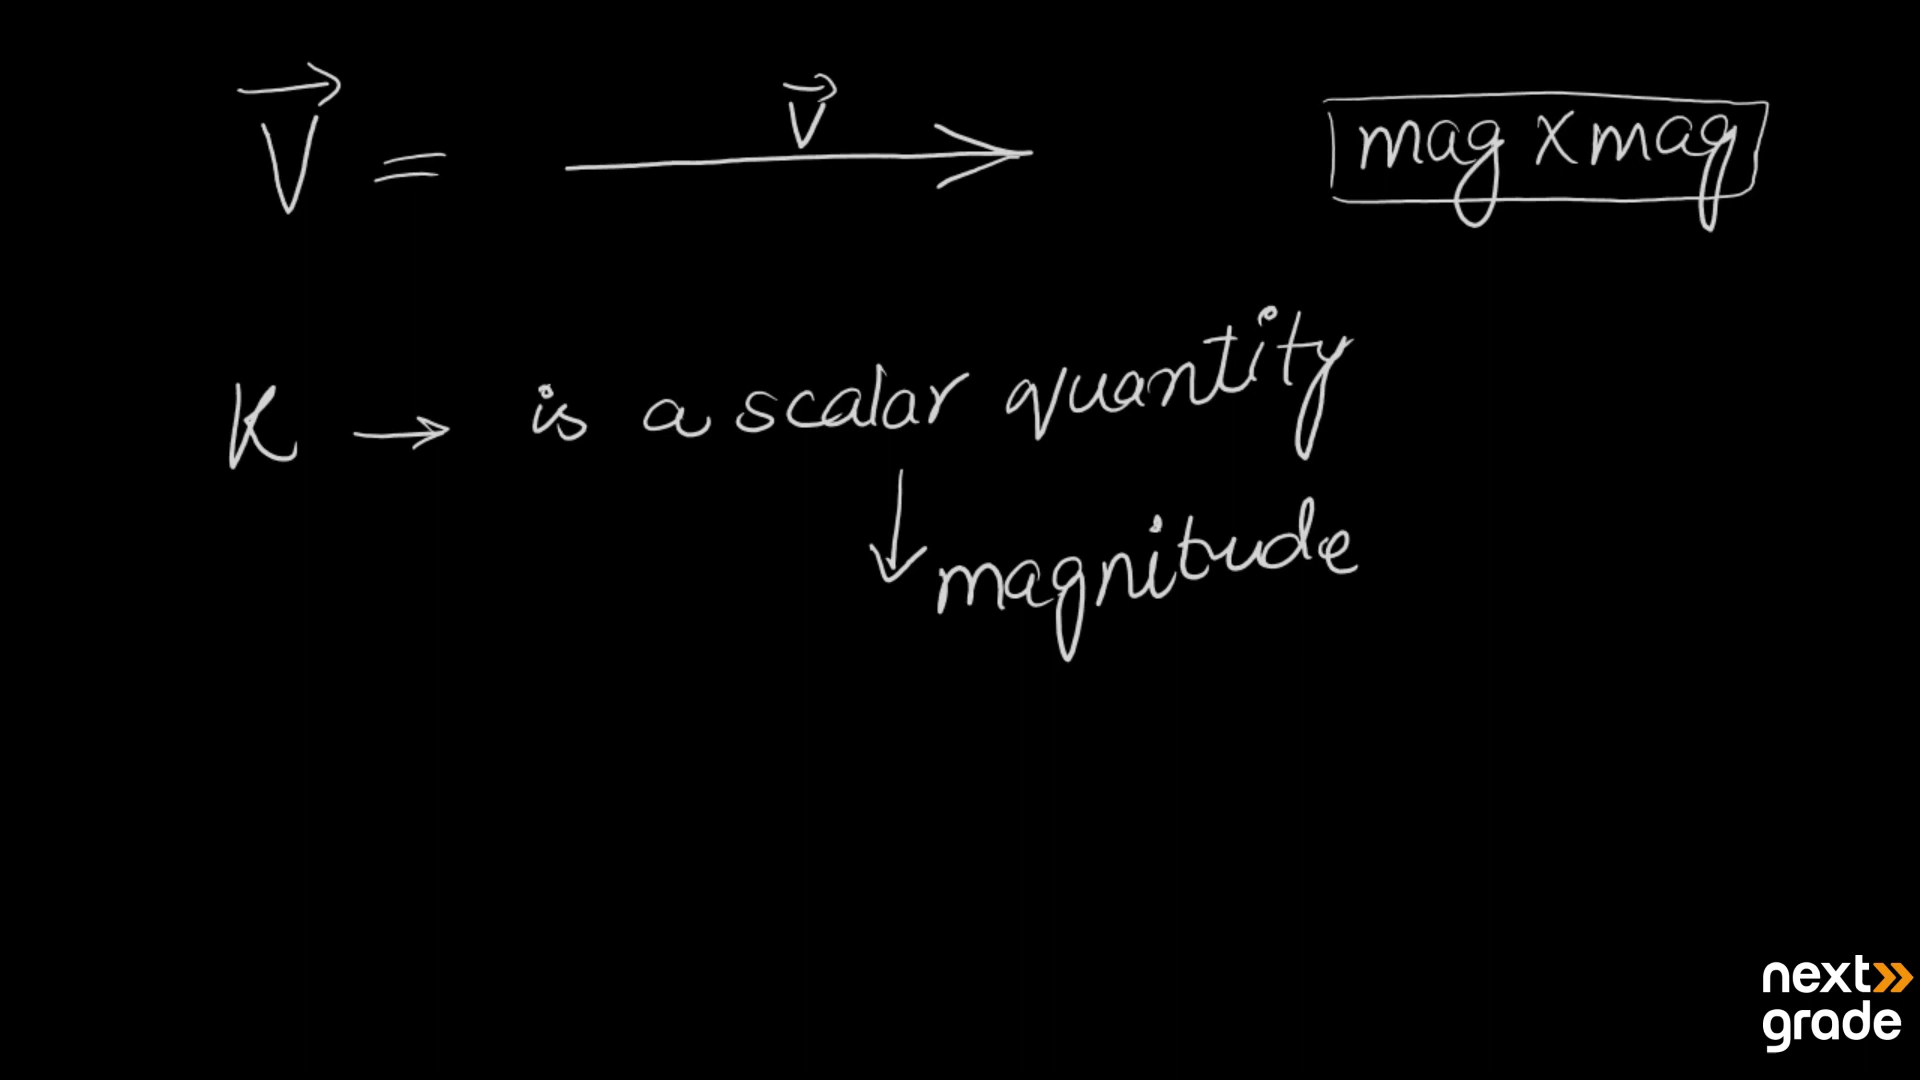 V⃗ = V⃗
mag x mag
K → is a scalar quantity
↓ magnitude
next
grade